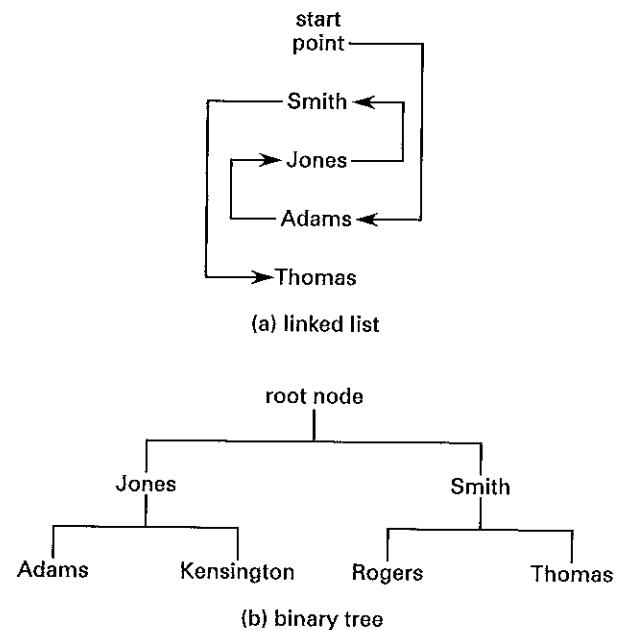 start
point
Smith
Jones
Adams
Thomas
(a) linked list
root node
Jones Smith
Adams Kensington Rogers Thomas
(b) binary tree